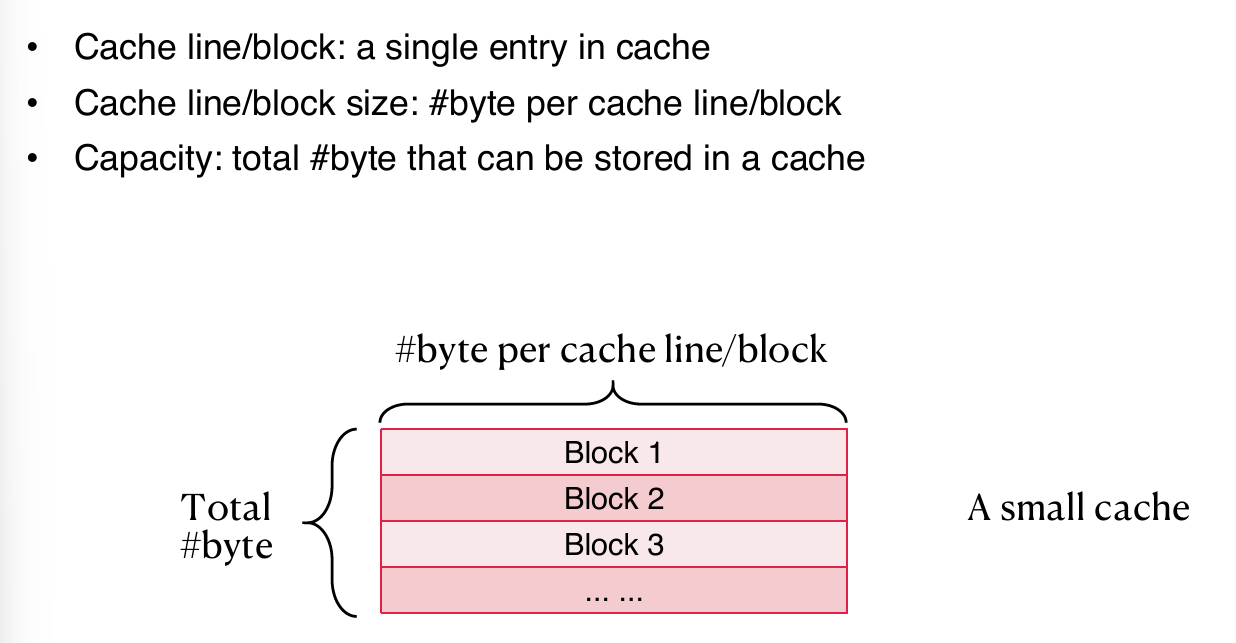 • Cache line/block: a single entry in cache
• Cache line/block size: #byte per cache line/block
• Capacity: total #byte that can be stored in a cache
#byte per cache line/block
Block 1
Block 2
Block 3
... ...
Total
#byte
A small cache